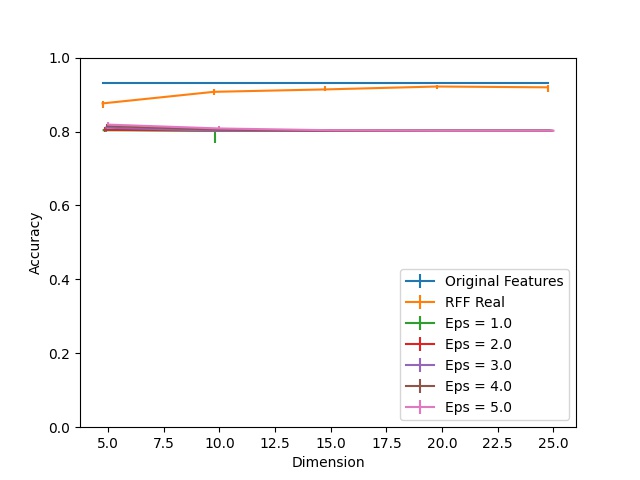 1.0
0.8
0.6
0.4
0.2
0.0
Accuracy
5.0 7.5 10.0 12.5 15.0 17.5 20.0 22.5 25.0
Dimension
Original Features
RFF Real
Eps = 1.0
Eps = 2.0
Eps = 3.0
Eps = 4.0
Eps = 5.0